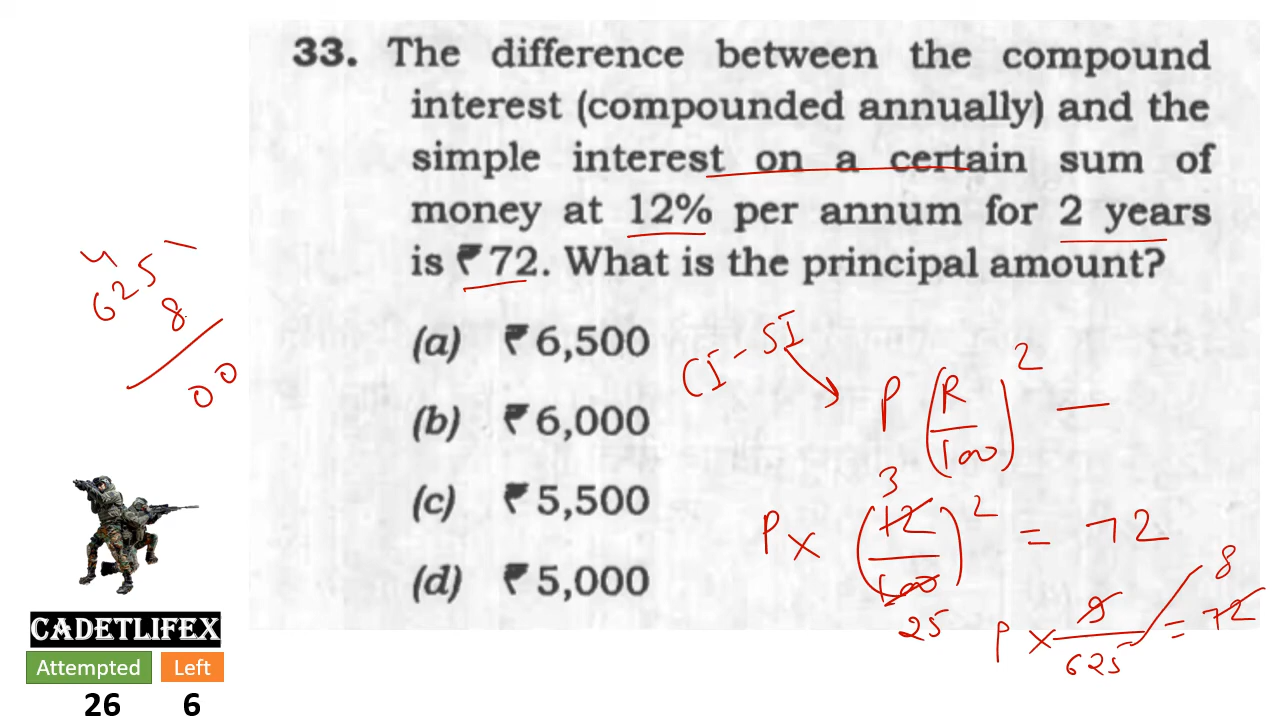 33. The difference between the compound
interest (compounded annually) and the
simple interest on a certain sum of
money at 12% per annum for 2 years
is ₹ 72. What is the principal amount?
(a) ₹ 6,500
(b) ₹ 6,000
(c) ₹ 5,500
(d) ₹ 5,000
4
625
8
00
CI - SI
P (R/100)² —
3
P × (12/100)² = 72
25
8
P × 9/625 = 72
CADETLIFEX
Attempted Left
26 6